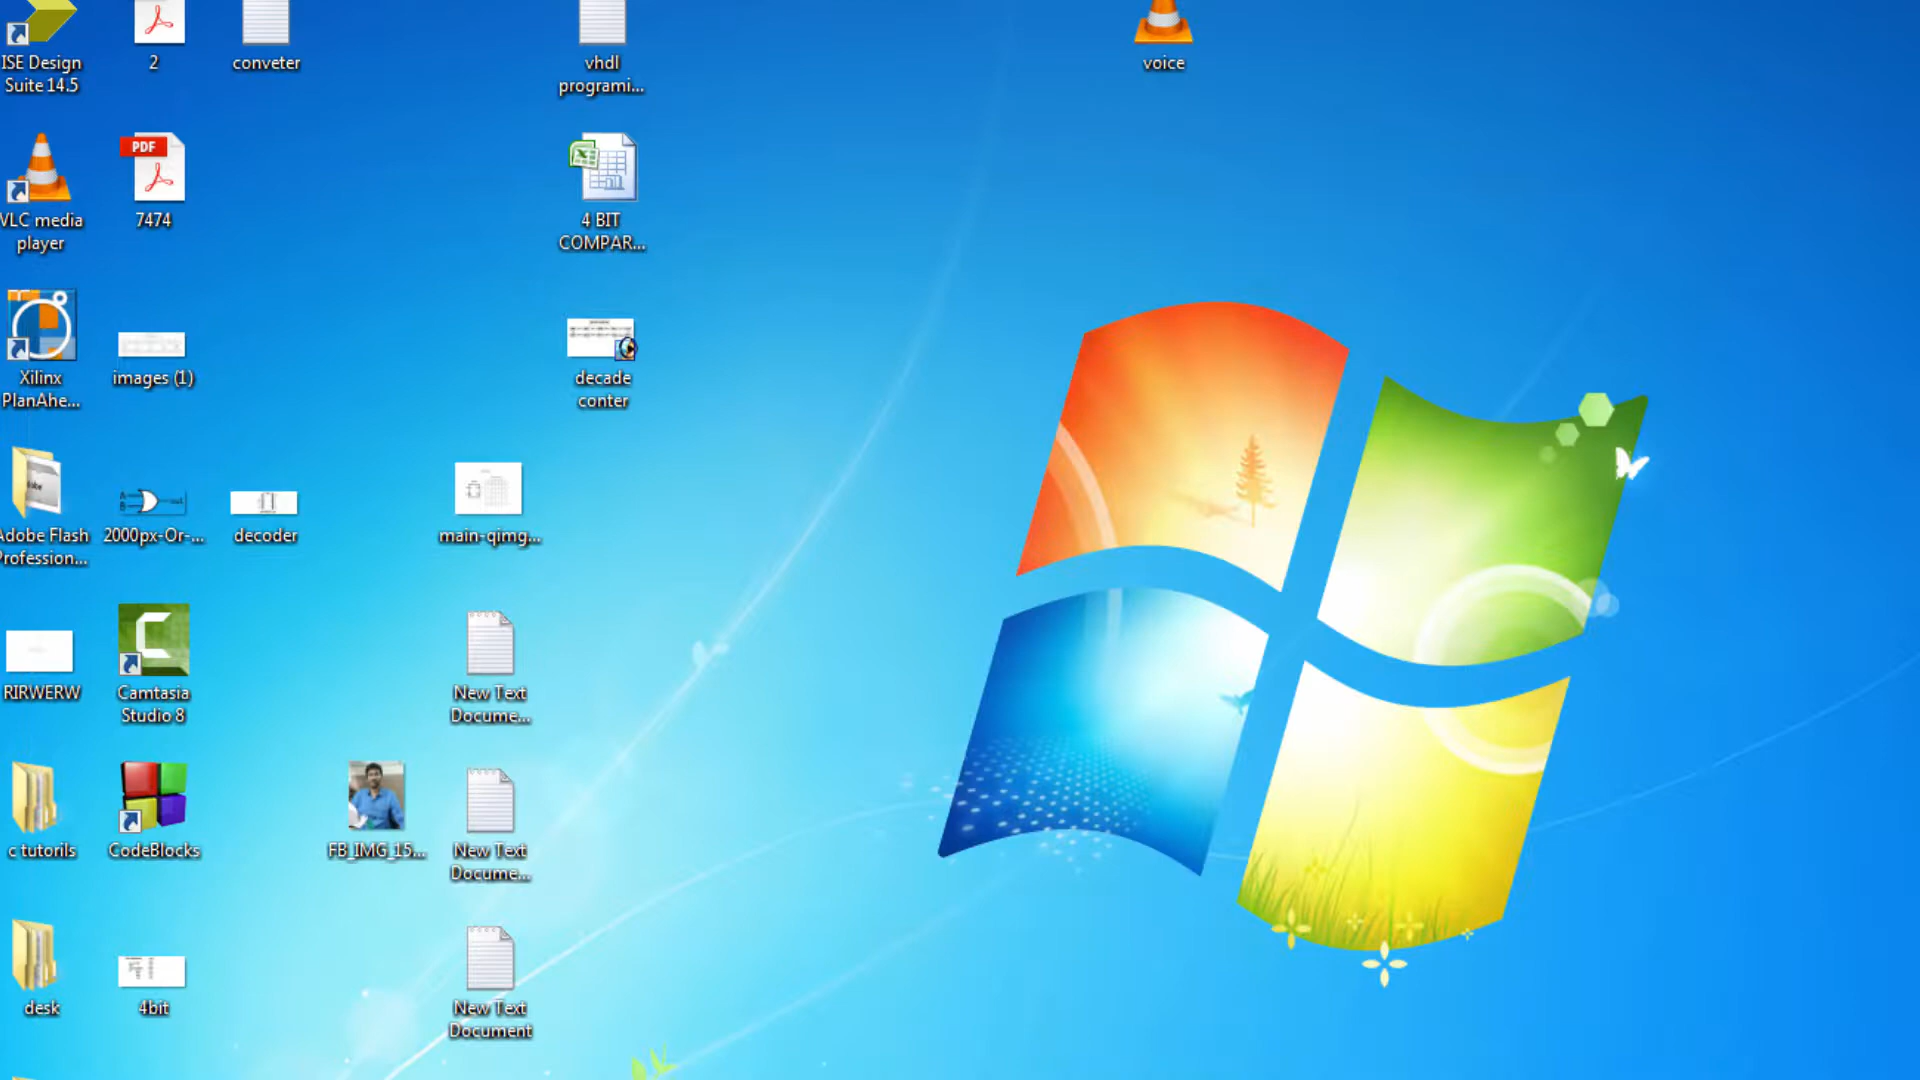 ISE Design
Suite 14.5
2
conveter
vhdl
programi...
voice
VLC media
player
PDF
7474
4 BIT
COMPAR...
Xilinx
PlanAhe...
images (1)
decade
conter
Adobe Flash
Profession...
2000px-Or-...
decoder
main-qimg...
RIRWERW
Camtasia
Studio 8
New Text
Docume...
c tutorils
CodeBlocks
FB_IMG_15...
New Text
Docume...
desk
4bit
New Text
Document